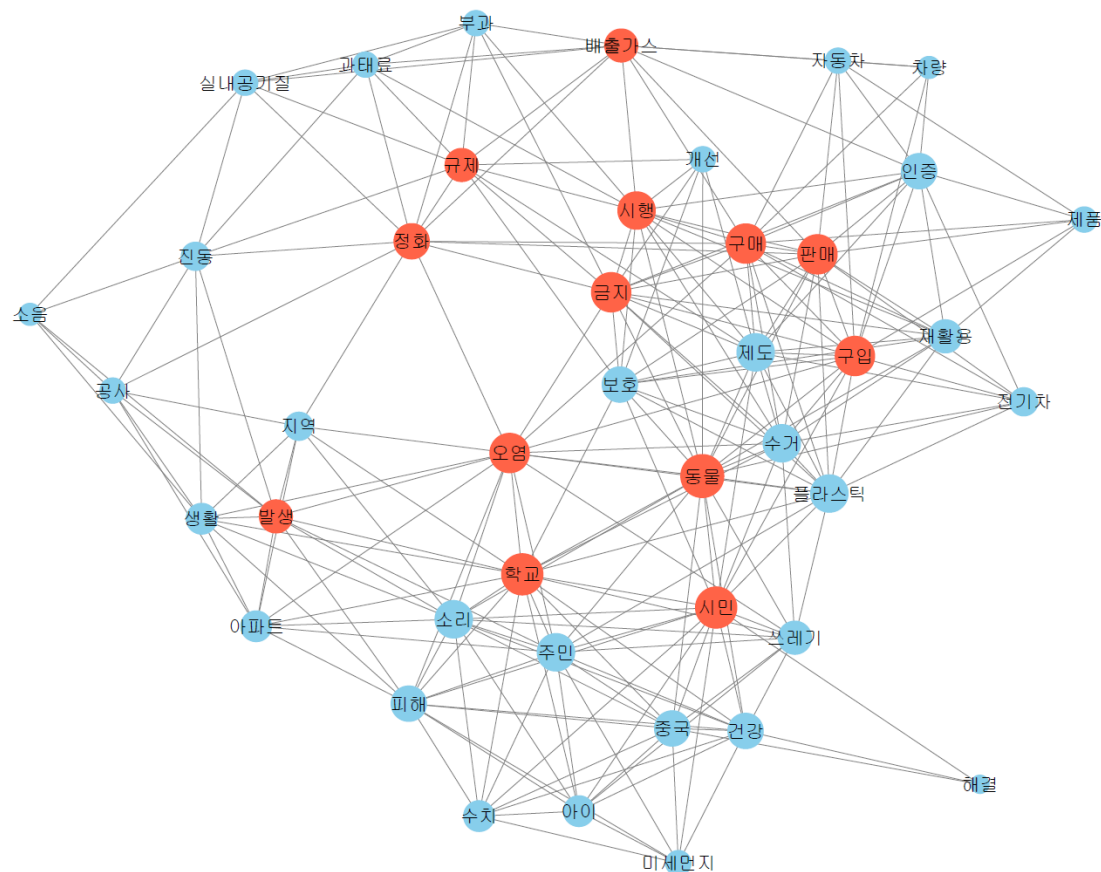 부과
배출가스
자동차
차량
과태료
실내공기질
개선
규제
인증
시행
제품
정화
구매
판매
진동
금지
소음
재활용
제도
구입
보호
공사
전기차
지역
수거
오염
동물
플라스틱
생활
발생
학교
시민
소리
아파트
쓰레기
주민
피해
중국
건강
해결
수치
아이
미세먼지